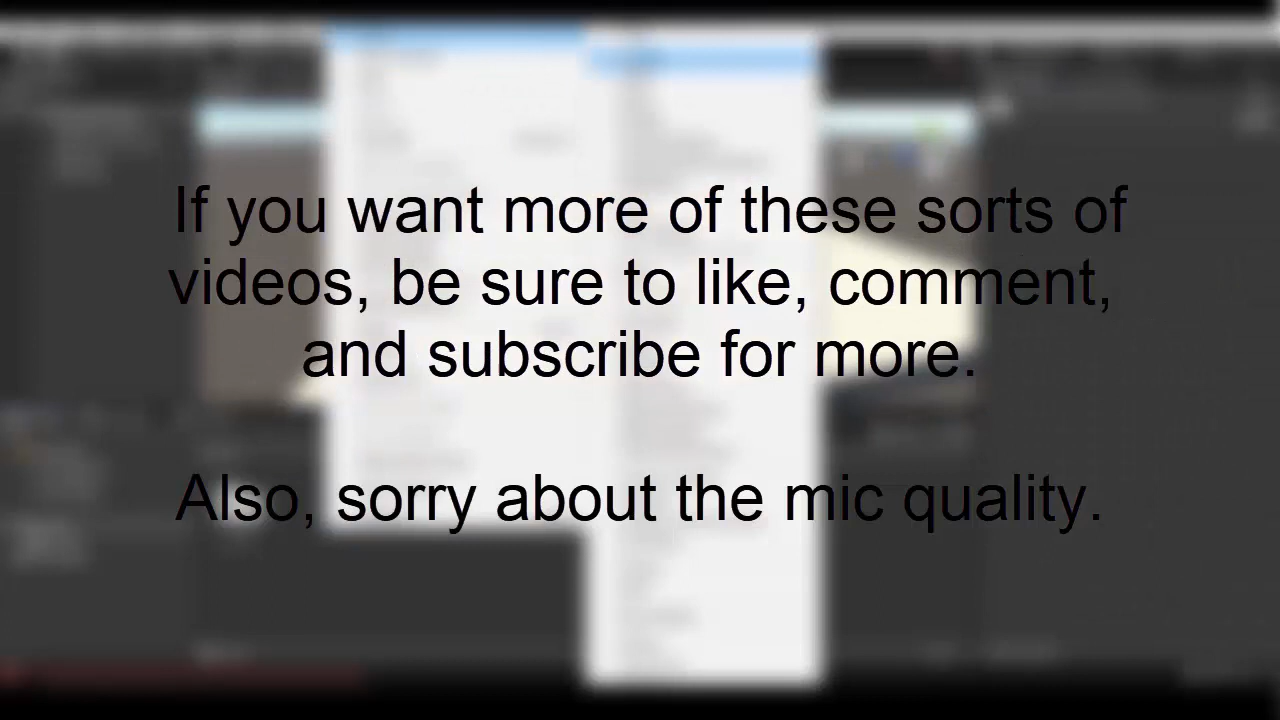 If you want more of these sorts of
videos, be sure to like, comment,
and subscribe for more.
Also, sorry about the mic quality.